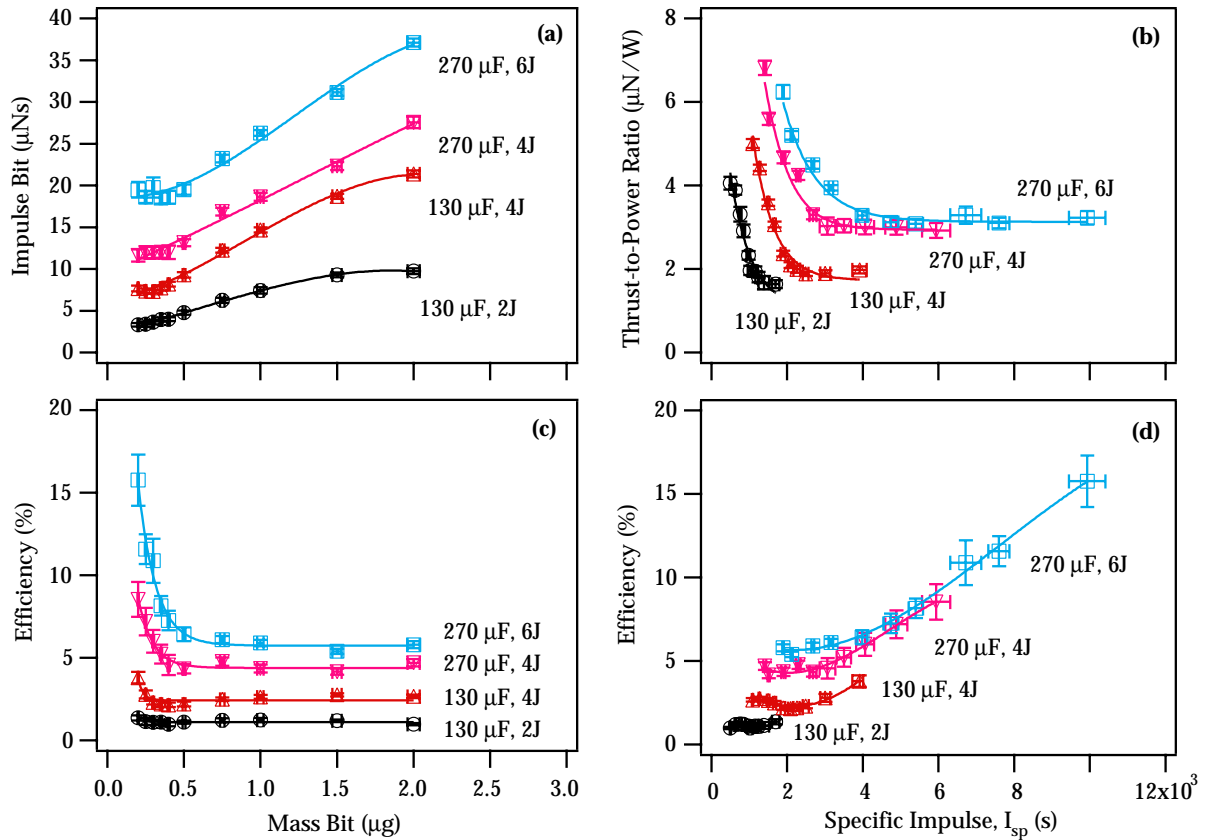 Impulse Bit (μNs)
40
35
30
25
20
15
10
5
0
(a)
270 μF, 6J
270 μF, 4J
130 μF, 4J
130 μF, 2J
Thrust-to-Power Ratio (μN/W)
8
6
4
2
0
(b)
270 μF, 6J
270 μF, 4J
130 μF, 4J
130 μF, 2J
Efficiency (%)
20
15
10
5
0
(c)
270 μF, 6J
270 μF, 4J
130 μF, 4J
130 μF, 2J
0.0 0.5 1.0 1.5 2.0 2.5 3.0
Mass Bit (μg)
Efficiency (%)
20
15
10
5
0
(d)
270 μF, 6J
270 μF, 4J
130 μF, 4J
130 μF, 2J
0 2 4 6 8 10 12x10³
Specific Impulse, Isp (s)